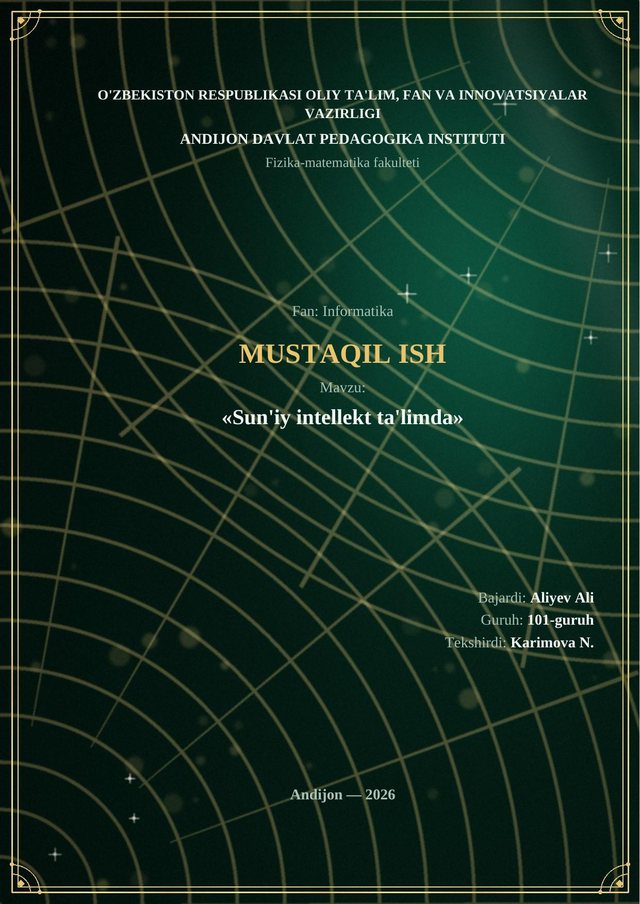 O'ZBEKISTON RESPUBLIKASI OLIY TA'LIM, FAN VA INNOVATSIYALAR
VAZIRLIGI
ANDIJON DAVLAT PEDAGOGIKA INSTITUTI
Fizika-matematika fakulteti
Fan: Informatika
MUSTAQIL ISH
Mavzu:
«Sun'iy intellekt ta'limda»
Bajardi: Aliyev Ali
Guruh: 101-guruh
Tekshirdi: Karimova N.
Andijon — 2026